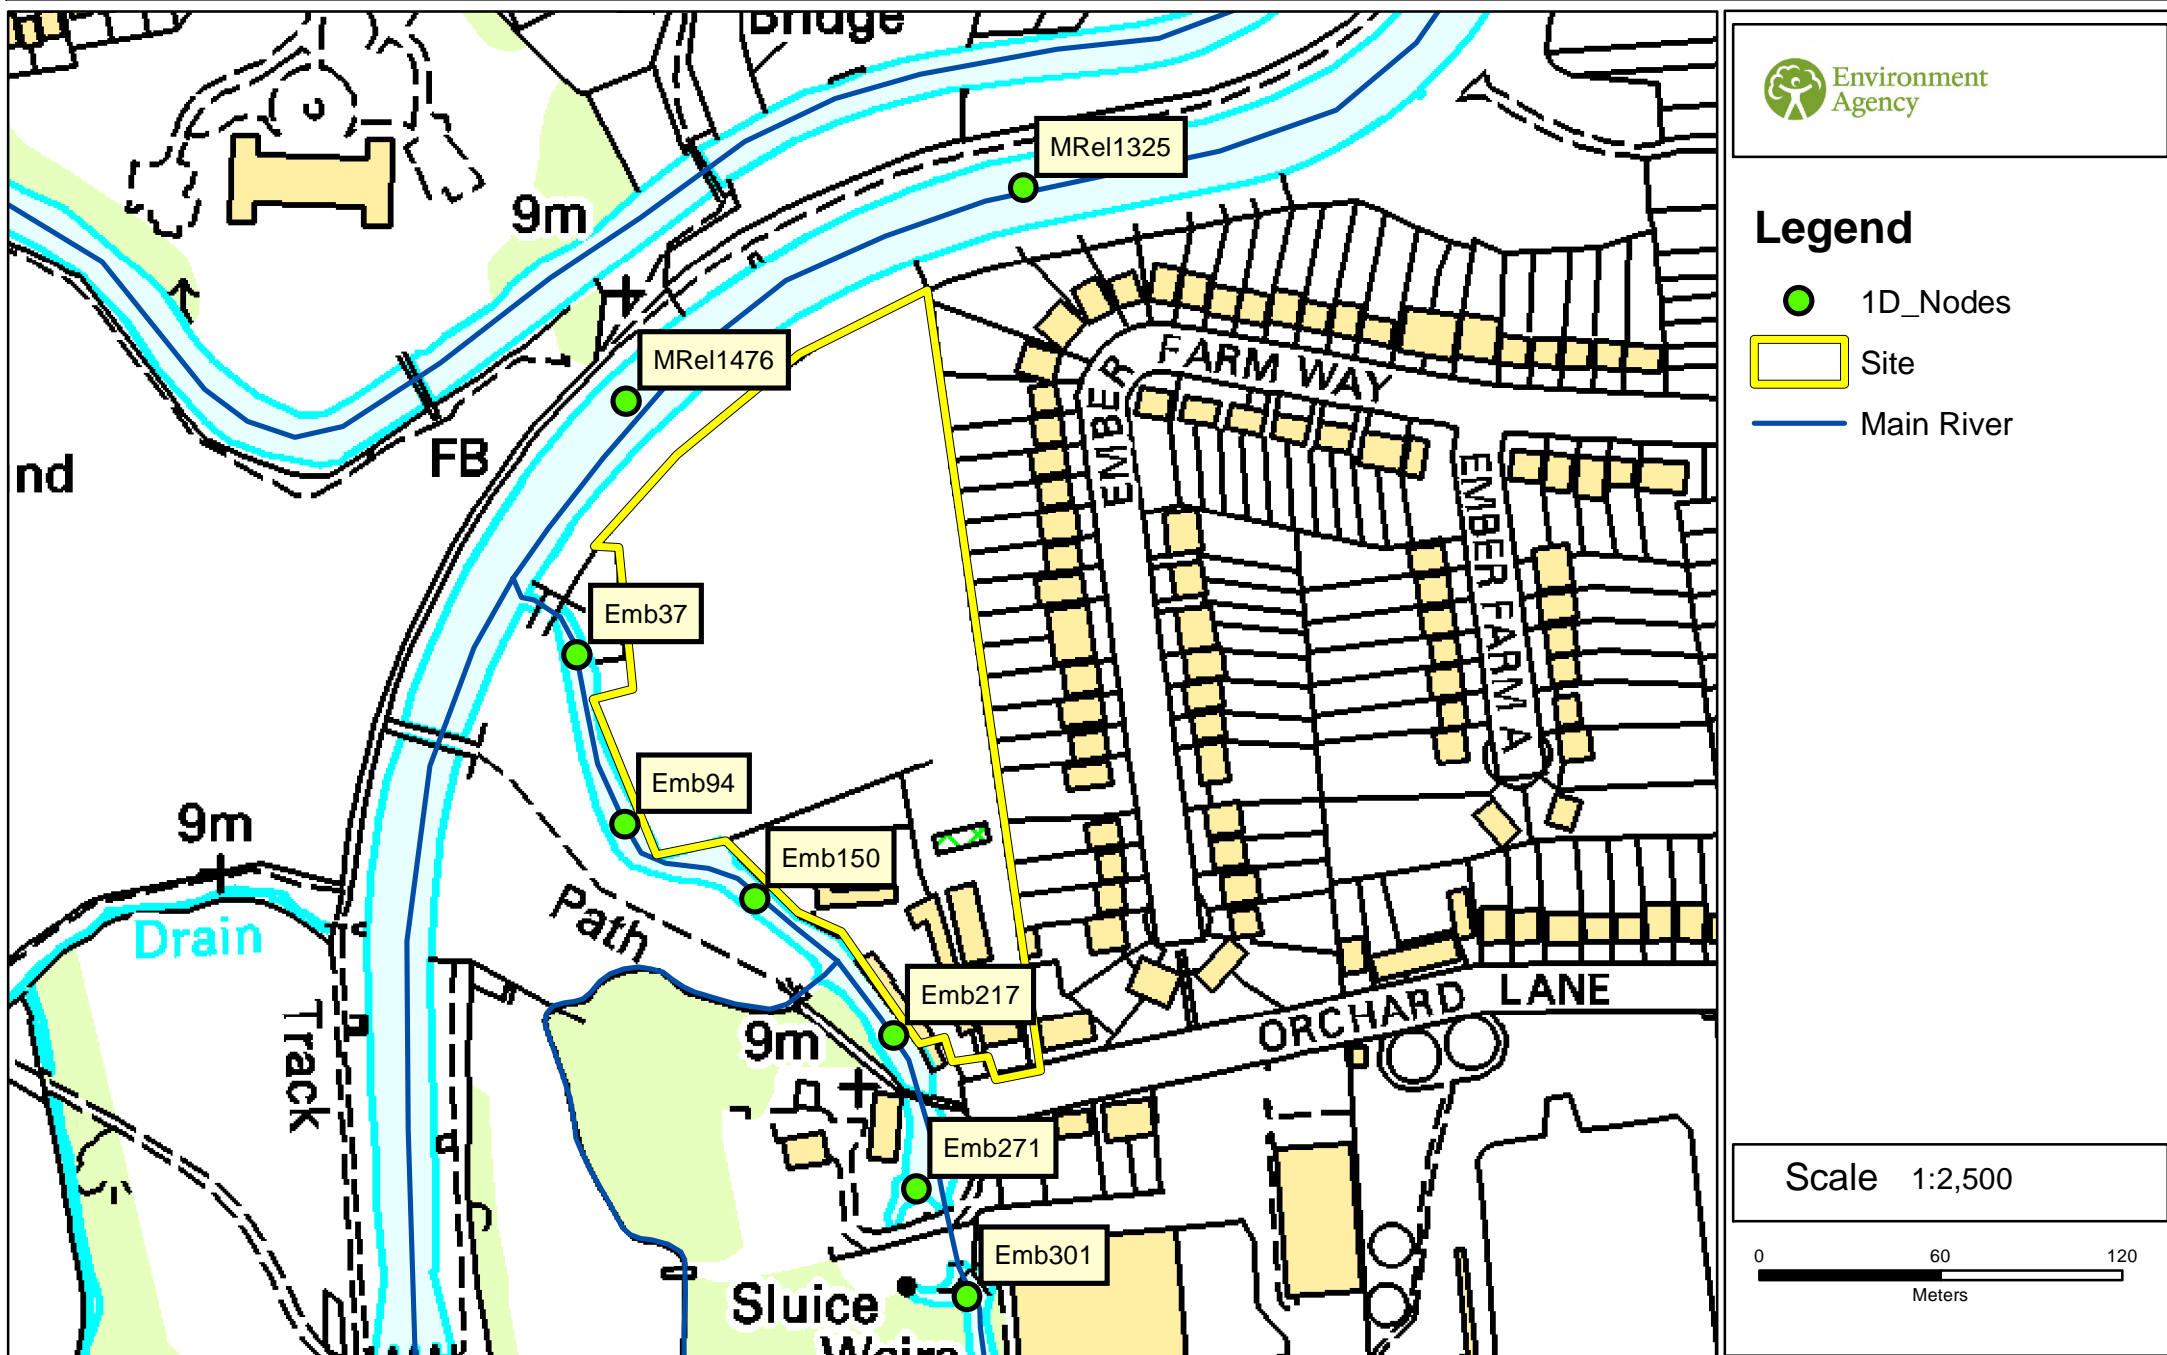 Bridge
MRel1325
9m
MRel1476
FB
nd
EMBER FARM WAY
EMBER FARM A
Emb37
Emb94
9m
Emb150
Drain
Path
Emb217
ORCHARD LANE
Track
9m
Emb271
Emb301
Sluice
Weirs
Environment
Agency
Legend
1D_Nodes
Site
Main River
Scale 1:2,500
0 60 120
Meters